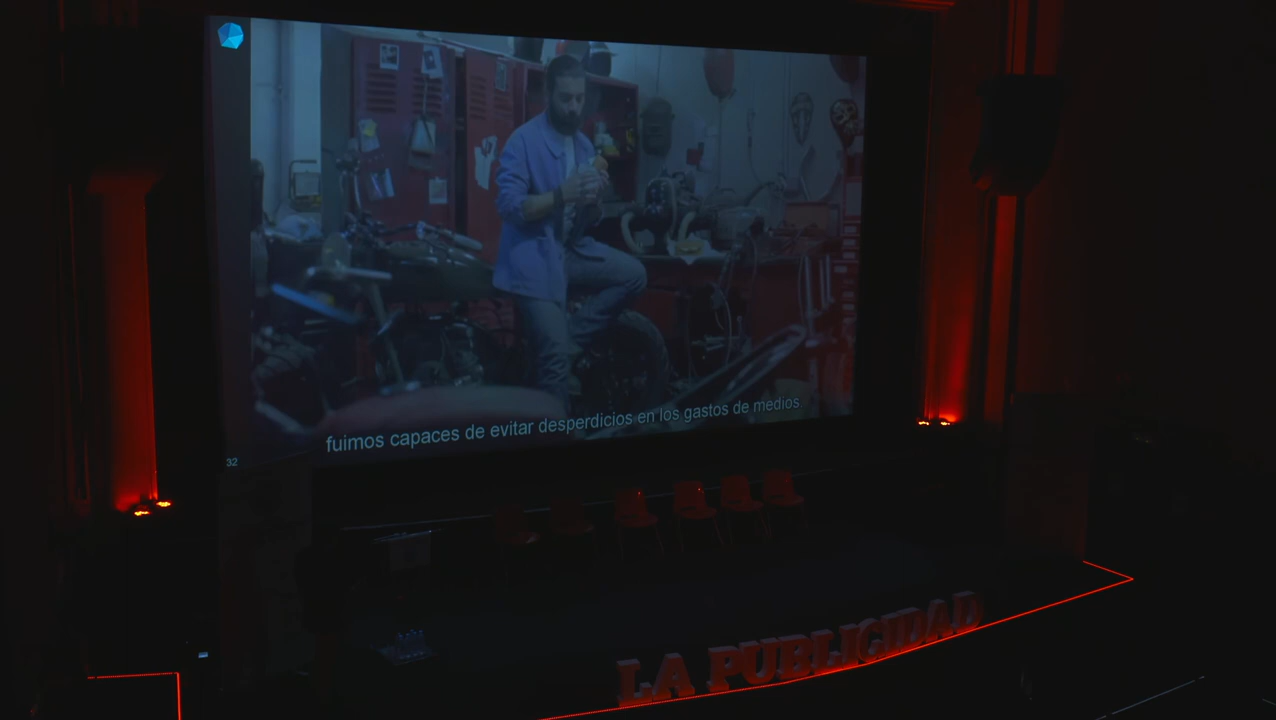 fuimos capaces de evitar desperdicios en los gastos de medios
32
LA PUBLICIDAD